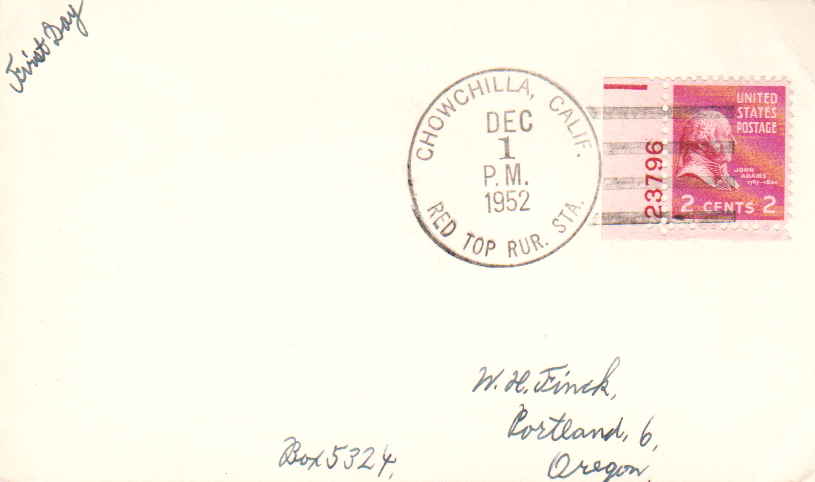 First Day
CHOWCHILLA, CALIF.
DEC
1
P.M.
1952
RED TOP RUR. STA.
23796
UNITED
STATES
POSTAGE
JOHN
ADAMS
2 CENTS 2
W. H. Finck,
Portland, 6,
Box 5324,
Oregon.